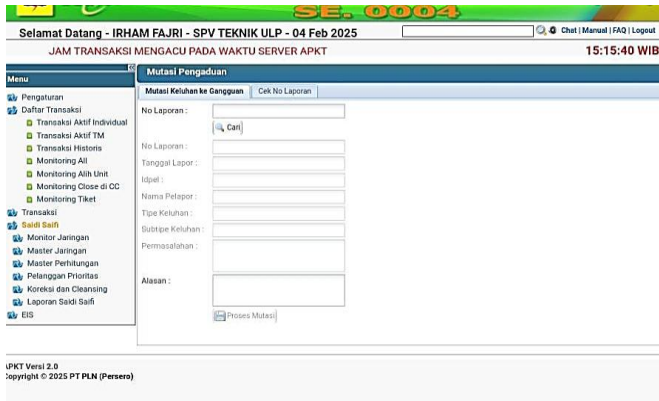 SE. 0004
Selamat Datang - IRHAM FAJRI - SPV TEKNIK ULP - 04 Feb 2025
Chat | Manual | FAQ | Logout
JAM TRANSAKSI MENGACU PADA WAKTU SERVER APKT
15:15:40 WIB
Menu
Pengaturan
Daftar Transaksi
Transaksi Aktif Individual
Transaksi Aktif TM
Transaksi Historis
Monitoring All
Monitoring Alih Unit
Monitoring Close di CC
Monitoring Tiket
Transaksi
Saidi Saifi
Monitor Jaringan
Master Jaringan
Master Perhitungan
Pelanggan Prioritas
Koreksi dan Cleansing
Laporan Saidi Saifi
EIS
Mutasi Pengaduan
Mutasi Keluhan ke Gangguan
Cek No Laporan
No Laporan :
Cari
No Laporan :
Tanggal Lapor :
Idpel :
Nama Pelapor :
Tipe Keluhan :
Subtipe Keluhan :
Permasalahan :
Alasan :
Proses Mutasi
APKT Versi 2.0
Copyright © 2025 PT PLN (Persero)